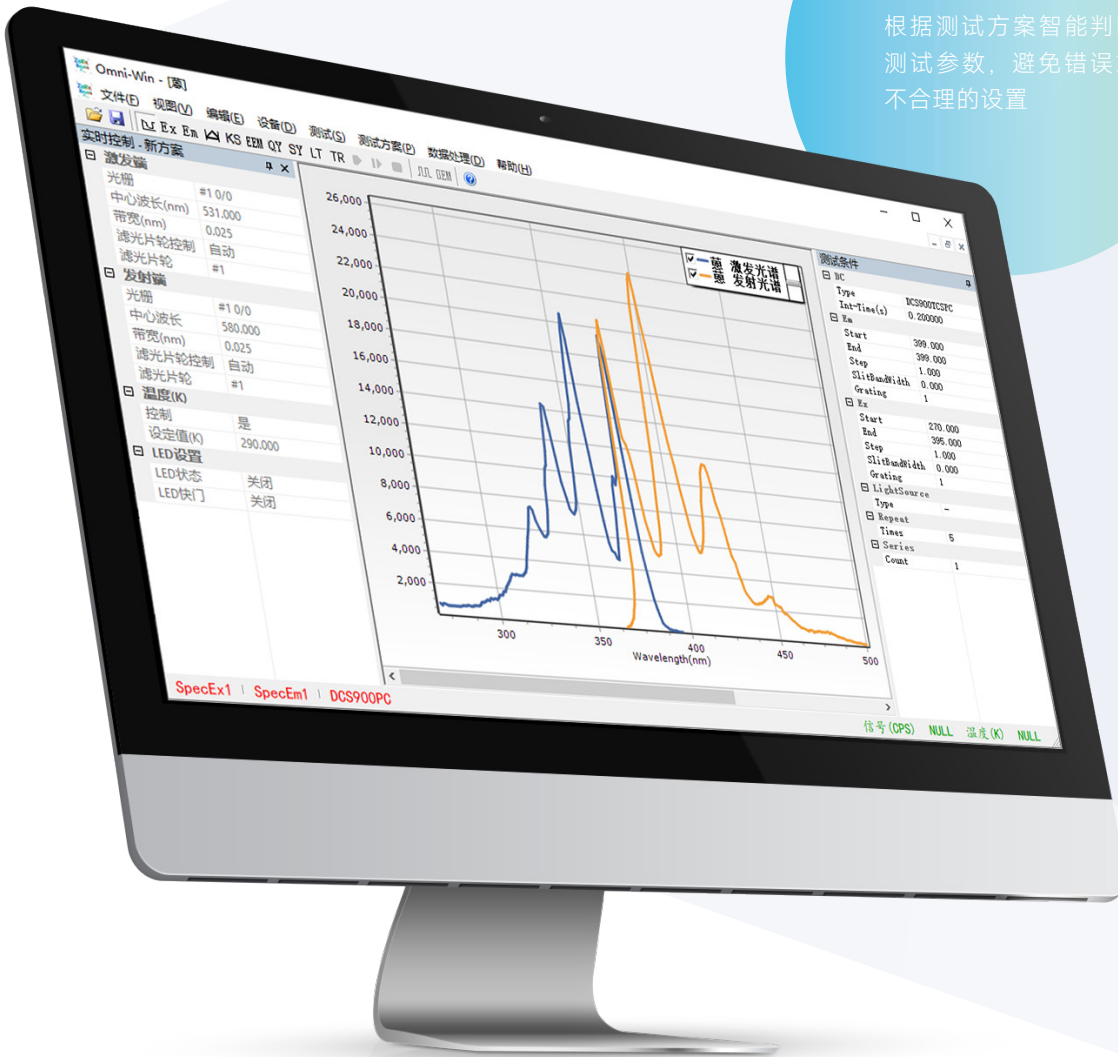 根据测试方案智能判
测试参数，避免错误
不合理的设置
Omni-Win - [蒽]
文件(F) 视图(V) 编辑(E) 设备(D) 测试(S) 测试方案(P) 数据处理(D) 帮助(H)
Ex Em KS EEM QY SY LT TR GEM
实时控制 - 新方案
激发端
光栅 #1 0/0
中心波长(nm) 531.000
带宽(nm) 0.025
滤光片轮控制 自动
滤光片轮 #1
发射端
光栅 #1 0/0
中心波长 580.000
带宽(nm) 0.025
滤光片轮控制 自动
滤光片轮 #1
温度(K)
控制 是
设定值(K) 290.000
LED设置
LED状态 关闭
LED快门 关闭
26,000
24,000
22,000
20,000
18,000
16,000
14,000
12,000
10,000
8,000
6,000
4,000
2,000
300 350 400 450 500
Wavelength(nm)
蒽 激发光谱
蒽 发射光谱
测试条件
DC
Type DCS900TCSPC
Int-Time(s) 0.200000
Em
Start 399.000
End 399.000
Step 1.000
SlitBandWidth 0.000
Grating 1
Ex
Start 270.000
End 395.000
Step 1.000
SlitBandWidth 0.000
Grating 1
LightSource
Type -
Repeat
Times 5
Series
Count 1
SpecEx1 | SpecEm1 | DCS900PC
信号(CPS) NULL 温度(K) NULL